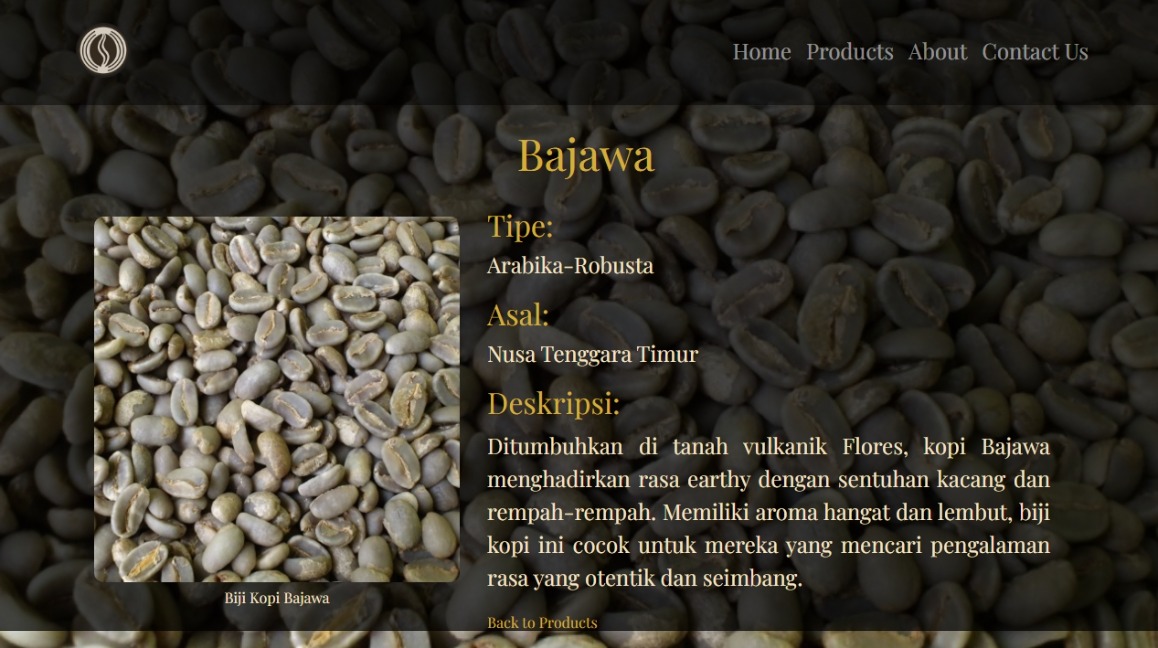 Home Products About Contact Us
Bajawa
Tipe:
Arabika-Robusta
Asal:
Nusa Tenggara Timur
Deskripsi:
Ditumbuhkan di tanah vulkanik Flores, kopi Bajawa
menghadirkan rasa earthy dengan sentuhan kacang dan
rempah-rempah. Memiliki aroma hangat dan lembut, biji
kopi ini cocok untuk mereka yang mencari pengalaman
rasa yang otentik dan seimbang.
Biji Kopi Bajawa
Back to Products